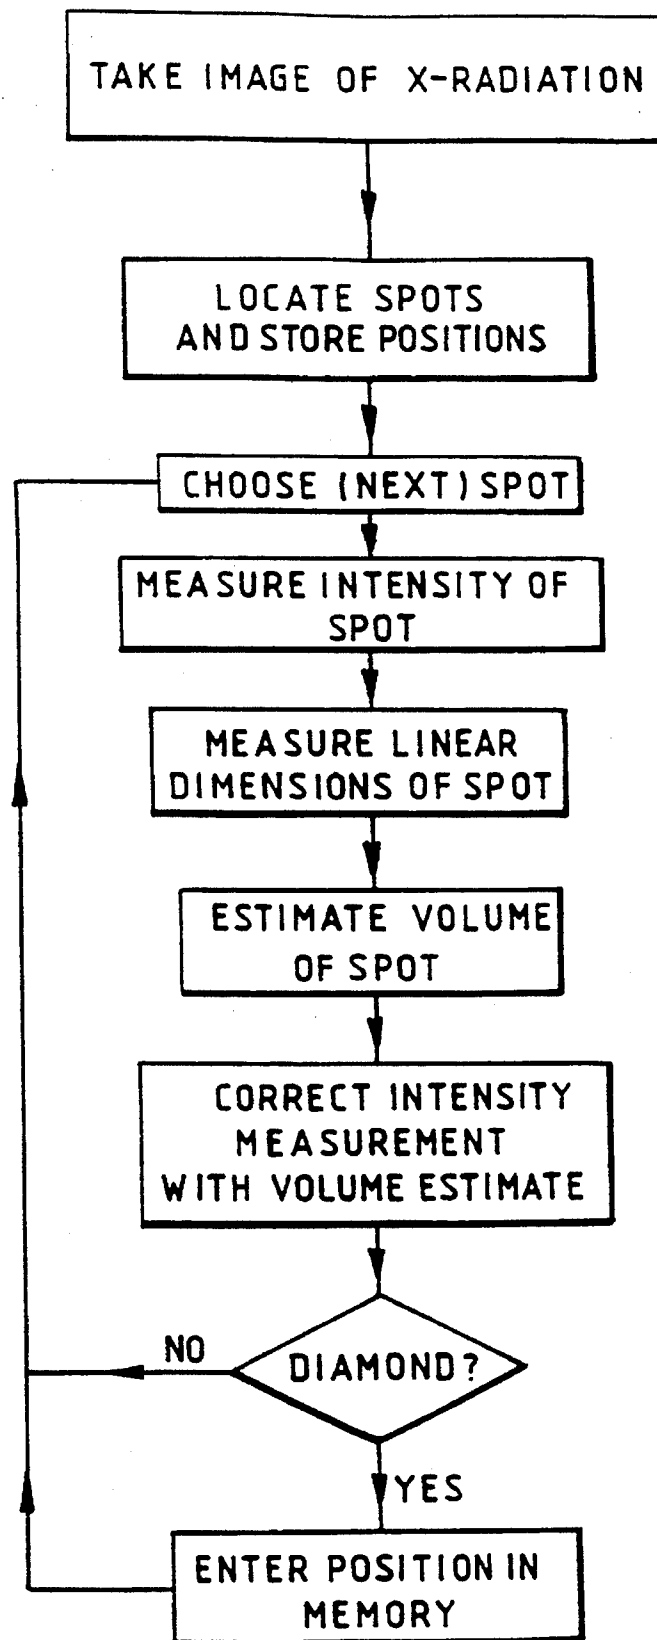 TAKE IMAGE OF X-RADIATION
LOCATE SPOTS
AND STORE POSITIONS
CHOOSE (NEXT) SPOT
MEASURE INTENSITY OF
SPOT
MEASURE LINEAR
DIMENSIONS OF SPOT
ESTIMATE VOLUME
OF SPOT
CORRECT INTENSITY
MEASUREMENT
WITH VOLUME ESTIMATE
DIAMOND?
NO
YES
ENTER POSITION IN
MEMORY